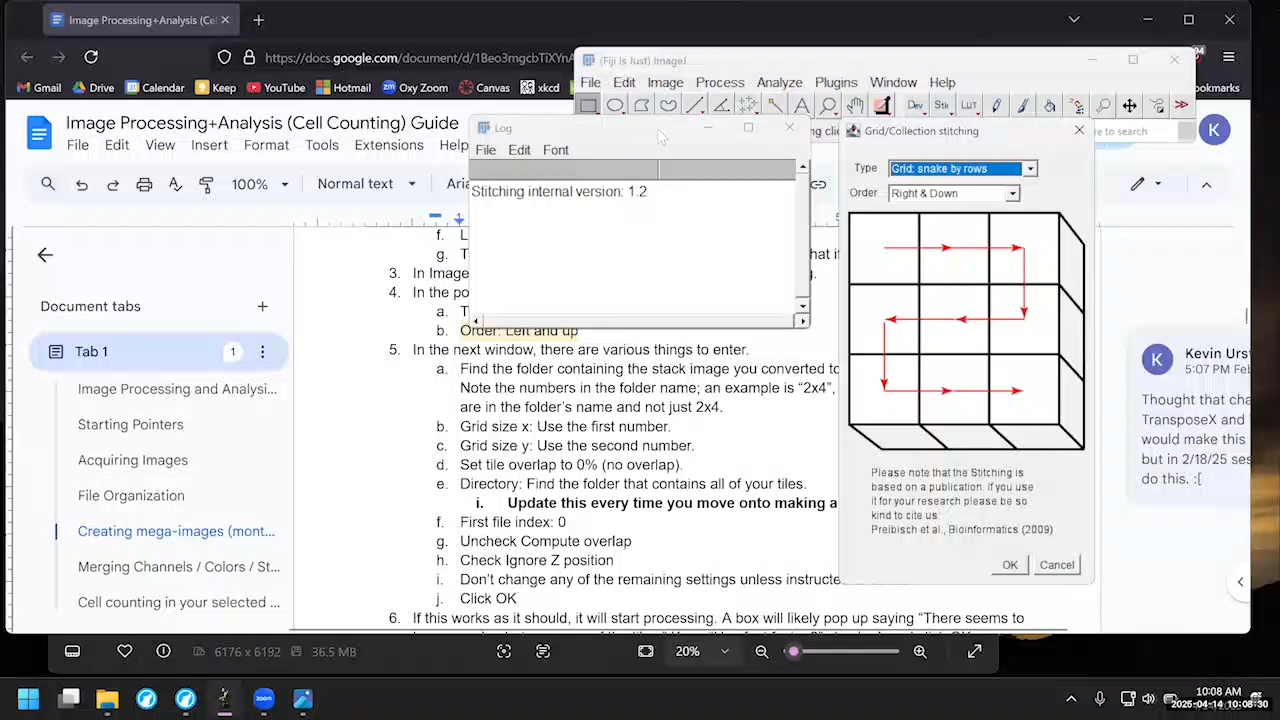 Image Processing+Analysis (Cel
https://docs.google.com/document/d/1Beo3mgcbTiXYnA
Gmail Drive Calendar Keep YouTube Hotmail Oxy Zoom Canvas xkcd
ookmarks
(Fiji Is Just) ImageJ
File Edit Image Process Analyze Plugins Window Help
Dev Stk LUT
Image Processing+Analysis (Cell Counting) Guide
File Edit View Insert Format Tools Extensions Help
K
100% Normal text
Log
File Edit Font
Stitching internal version: 1.2
Grid/Collection stitching
Type Grid: snake by rows
Order Right & Down
Please note that the Stitching is
based on a publication. If you use
it for your research please be so
kind to cite us:
Preibisch et al., Bioinformatics (2009)
OK Cancel
Document tabs
Tab 1 1
Image Processing and Analysi...
Starting Pointers
Acquiring Images
File Organization
Creating mega-images (mont...
Merging Channels / Colors / St...
Cell counting in your selected ...
f. L
g. T
3. In Image
4. In the po
a. T
b. Order: Left and up
5. In the next window, there are various things to enter.
a. Find the folder containing the stack image you converted to
Note the numbers in the folder name; an example is “2x4”,
are in the folder’s name and not just 2x4.
b. Grid size x: Use the first number.
c. Grid size y: Use the second number.
d. Set tile overlap to 0% (no overlap).
e. Directory: Find the folder that contains all of your tiles.
i. Update this every time you move onto making a
f. First file index: 0
g. Uncheck Compute overlap
h. Check Ignore Z position
i. Don’t change any of the remaining settings unless instructe
j. Click OK
6. If this works as it should, it will start processing. A box will likely pop up saying “There seems to
K Kevin Urs
5:07 PM Feb
Thought that cha
TransposeX and
would make this
but in 2/18/25 ses
do this. :[
6176 x 6192 36.5 MB 20%
zoom
10:08 AM
2025-04-14 10:08:30